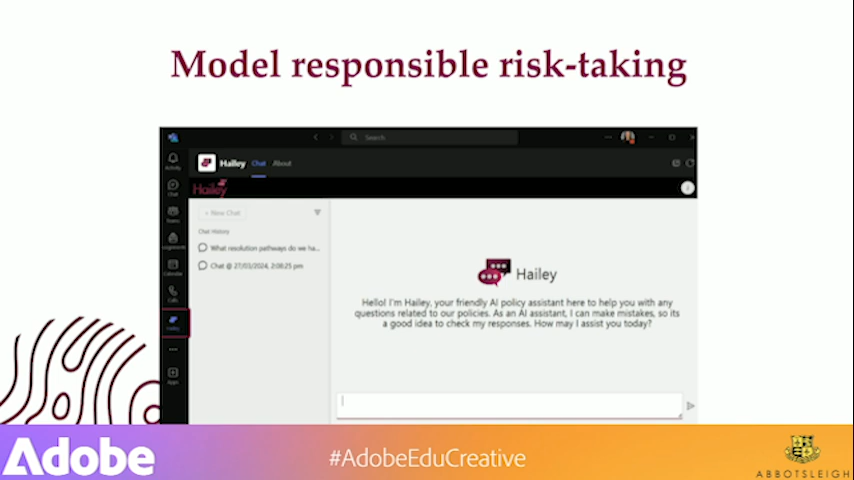 Model responsible risk-taking
Search
Hailey Chat About
Hailey
Activity
Chat
Teams
Calendar
Calls
Hailey
Apps
+ New Chat
Chat History
What resolution pathways do we ha...
Chat @ 27/03/2024, 2:08:25 pm
Hailey
Hello! I'm Hailey, your friendly AI policy assistant here to help you with any
questions related to our policies. As an AI assistant, I can make mistakes, so its
a good idea to check my responses. How may I assist you today?
Adobe
#AdobeEduCreative
ABBOTSLEIGH